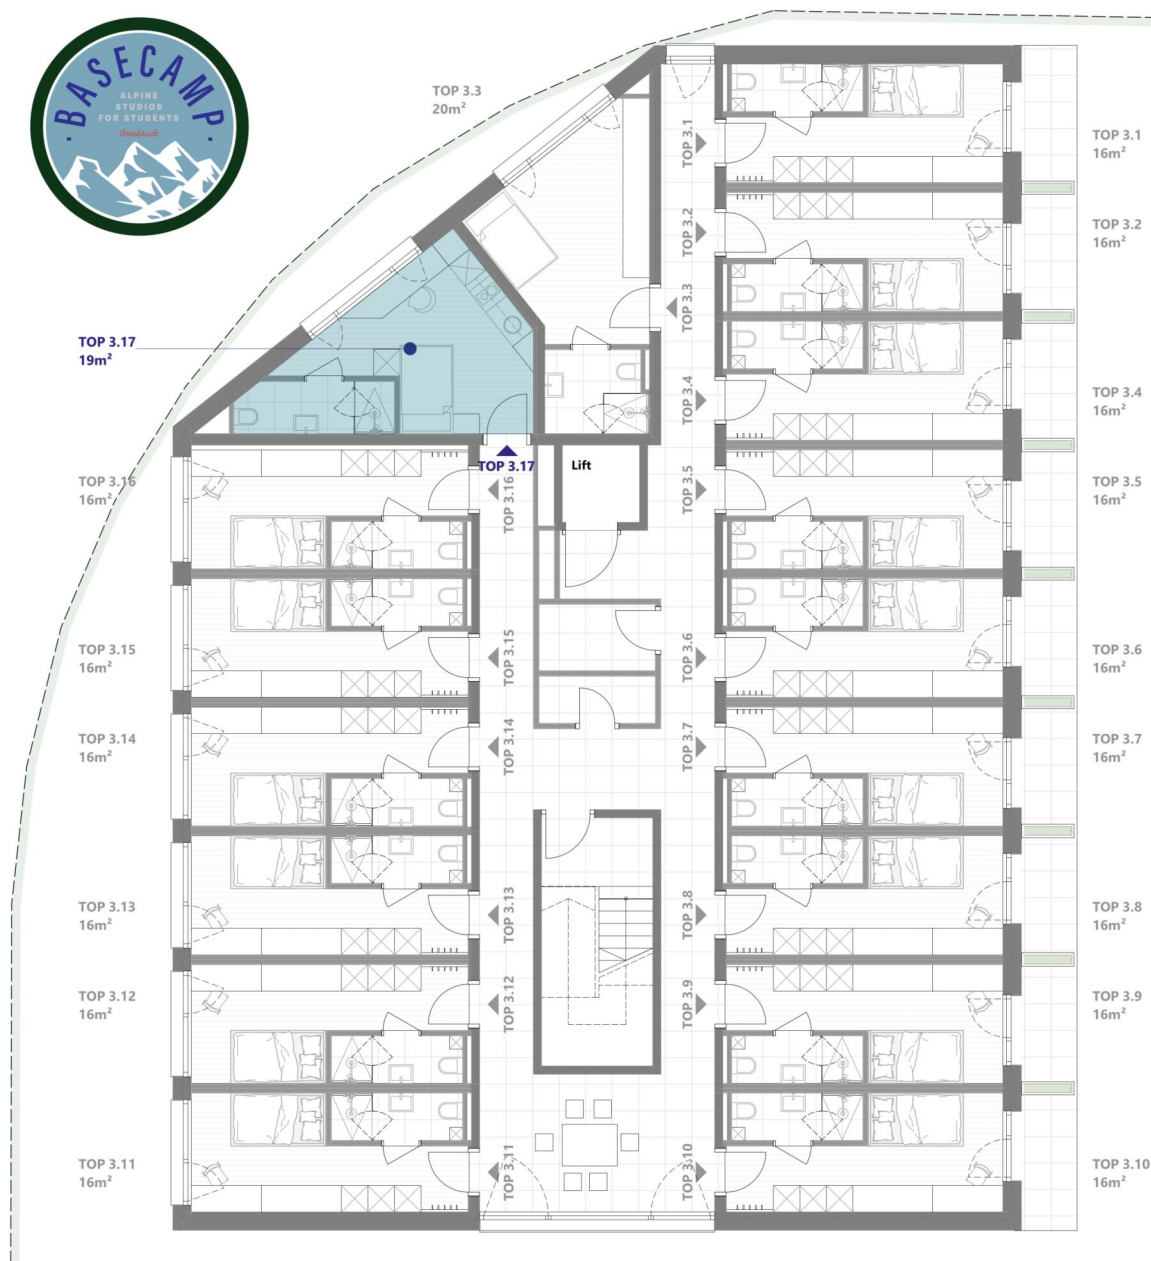 BASECAMP
ALPINE
STUDIOS
FOR STUDENTS
Innsbruck
TOP 3.3
20m²
TOP 3.17
19m²
TOP 3.16
16m²
TOP 3.15
16m²
TOP 3.14
16m²
TOP 3.13
16m²
TOP 3.12
16m²
TOP 3.11
16m²
TOP 3.17
TOP 3.16
TOP 3.15
TOP 3.14
TOP 3.13
TOP 3.12
TOP 3.11
Lift
TOP 3.1
TOP 3.2
TOP 3.3
TOP 3.4
TOP 3.5
TOP 3.6
TOP 3.7
TOP 3.8
TOP 3.9
TOP 3.10
TOP 3.1
16m²
TOP 3.2
16m²
TOP 3.4
16m²
TOP 3.5
16m²
TOP 3.6
16m²
TOP 3.7
16m²
TOP 3.8
16m²
TOP 3.9
16m²
TOP 3.10
16m²